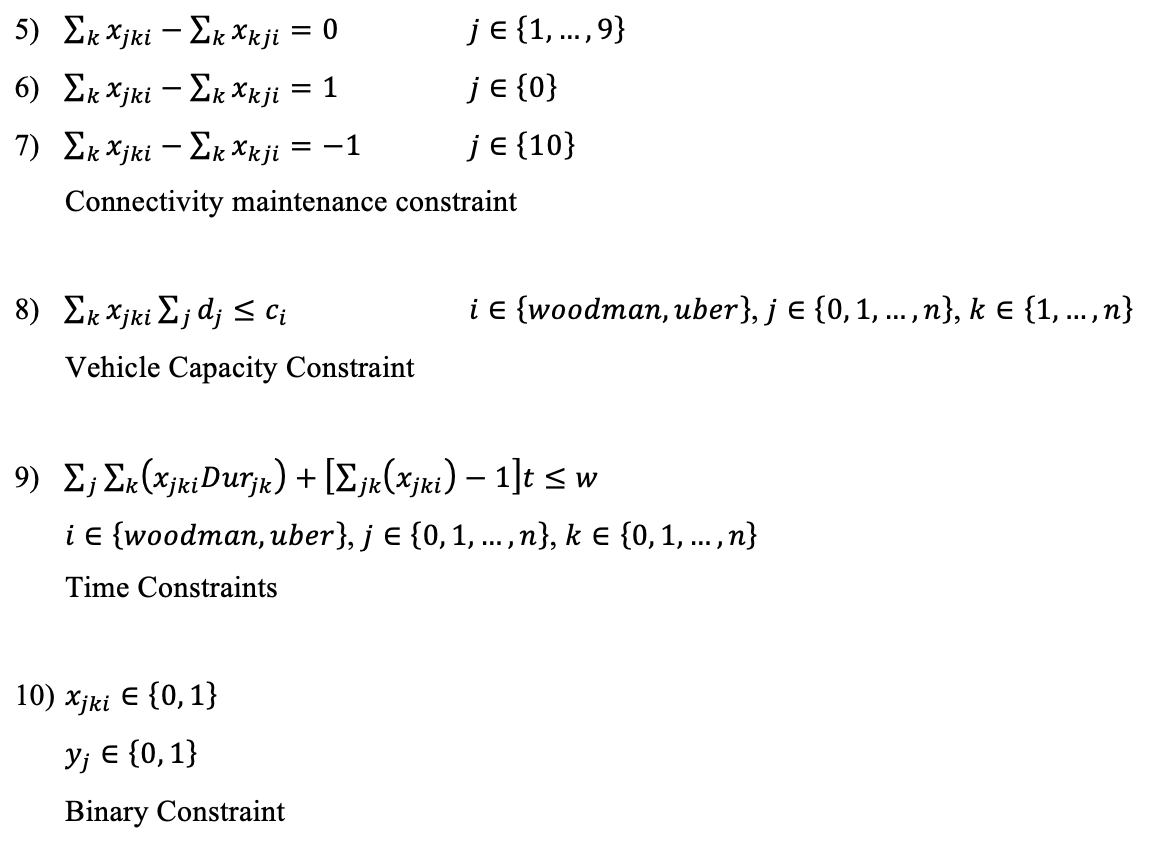 5) ∑ₖ xⱼₖᵢ − ∑ₖ xₖⱼᵢ = 0 j ∈ {1, … , 9}
6) ∑ₖ xⱼₖᵢ − ∑ₖ xₖⱼᵢ = 1 j ∈ {0}
7) ∑ₖ xⱼₖᵢ − ∑ₖ xₖⱼᵢ = −1 j ∈ {10}
Connectivity maintenance constraint
8) ∑ₖ xⱼₖᵢ ∑ⱼ dⱼ ≤ cᵢ i ∈ {woodman, uber}, j ∈ {0, 1, … , n}, k ∈ {1, … , n}
Vehicle Capacity Constraint
9) ∑ⱼ ∑ₖ(xⱼₖᵢDurⱼₖ) + [∑ⱼₖ(xⱼₖᵢ) − 1]t ≤ w
i ∈ {woodman, uber}, j ∈ {0, 1, … , n}, k ∈ {0, 1, … , n}
Time Constraints
10) xⱼₖᵢ ∈ {0, 1}
yⱼ ∈ {0, 1}
Binary Constraint